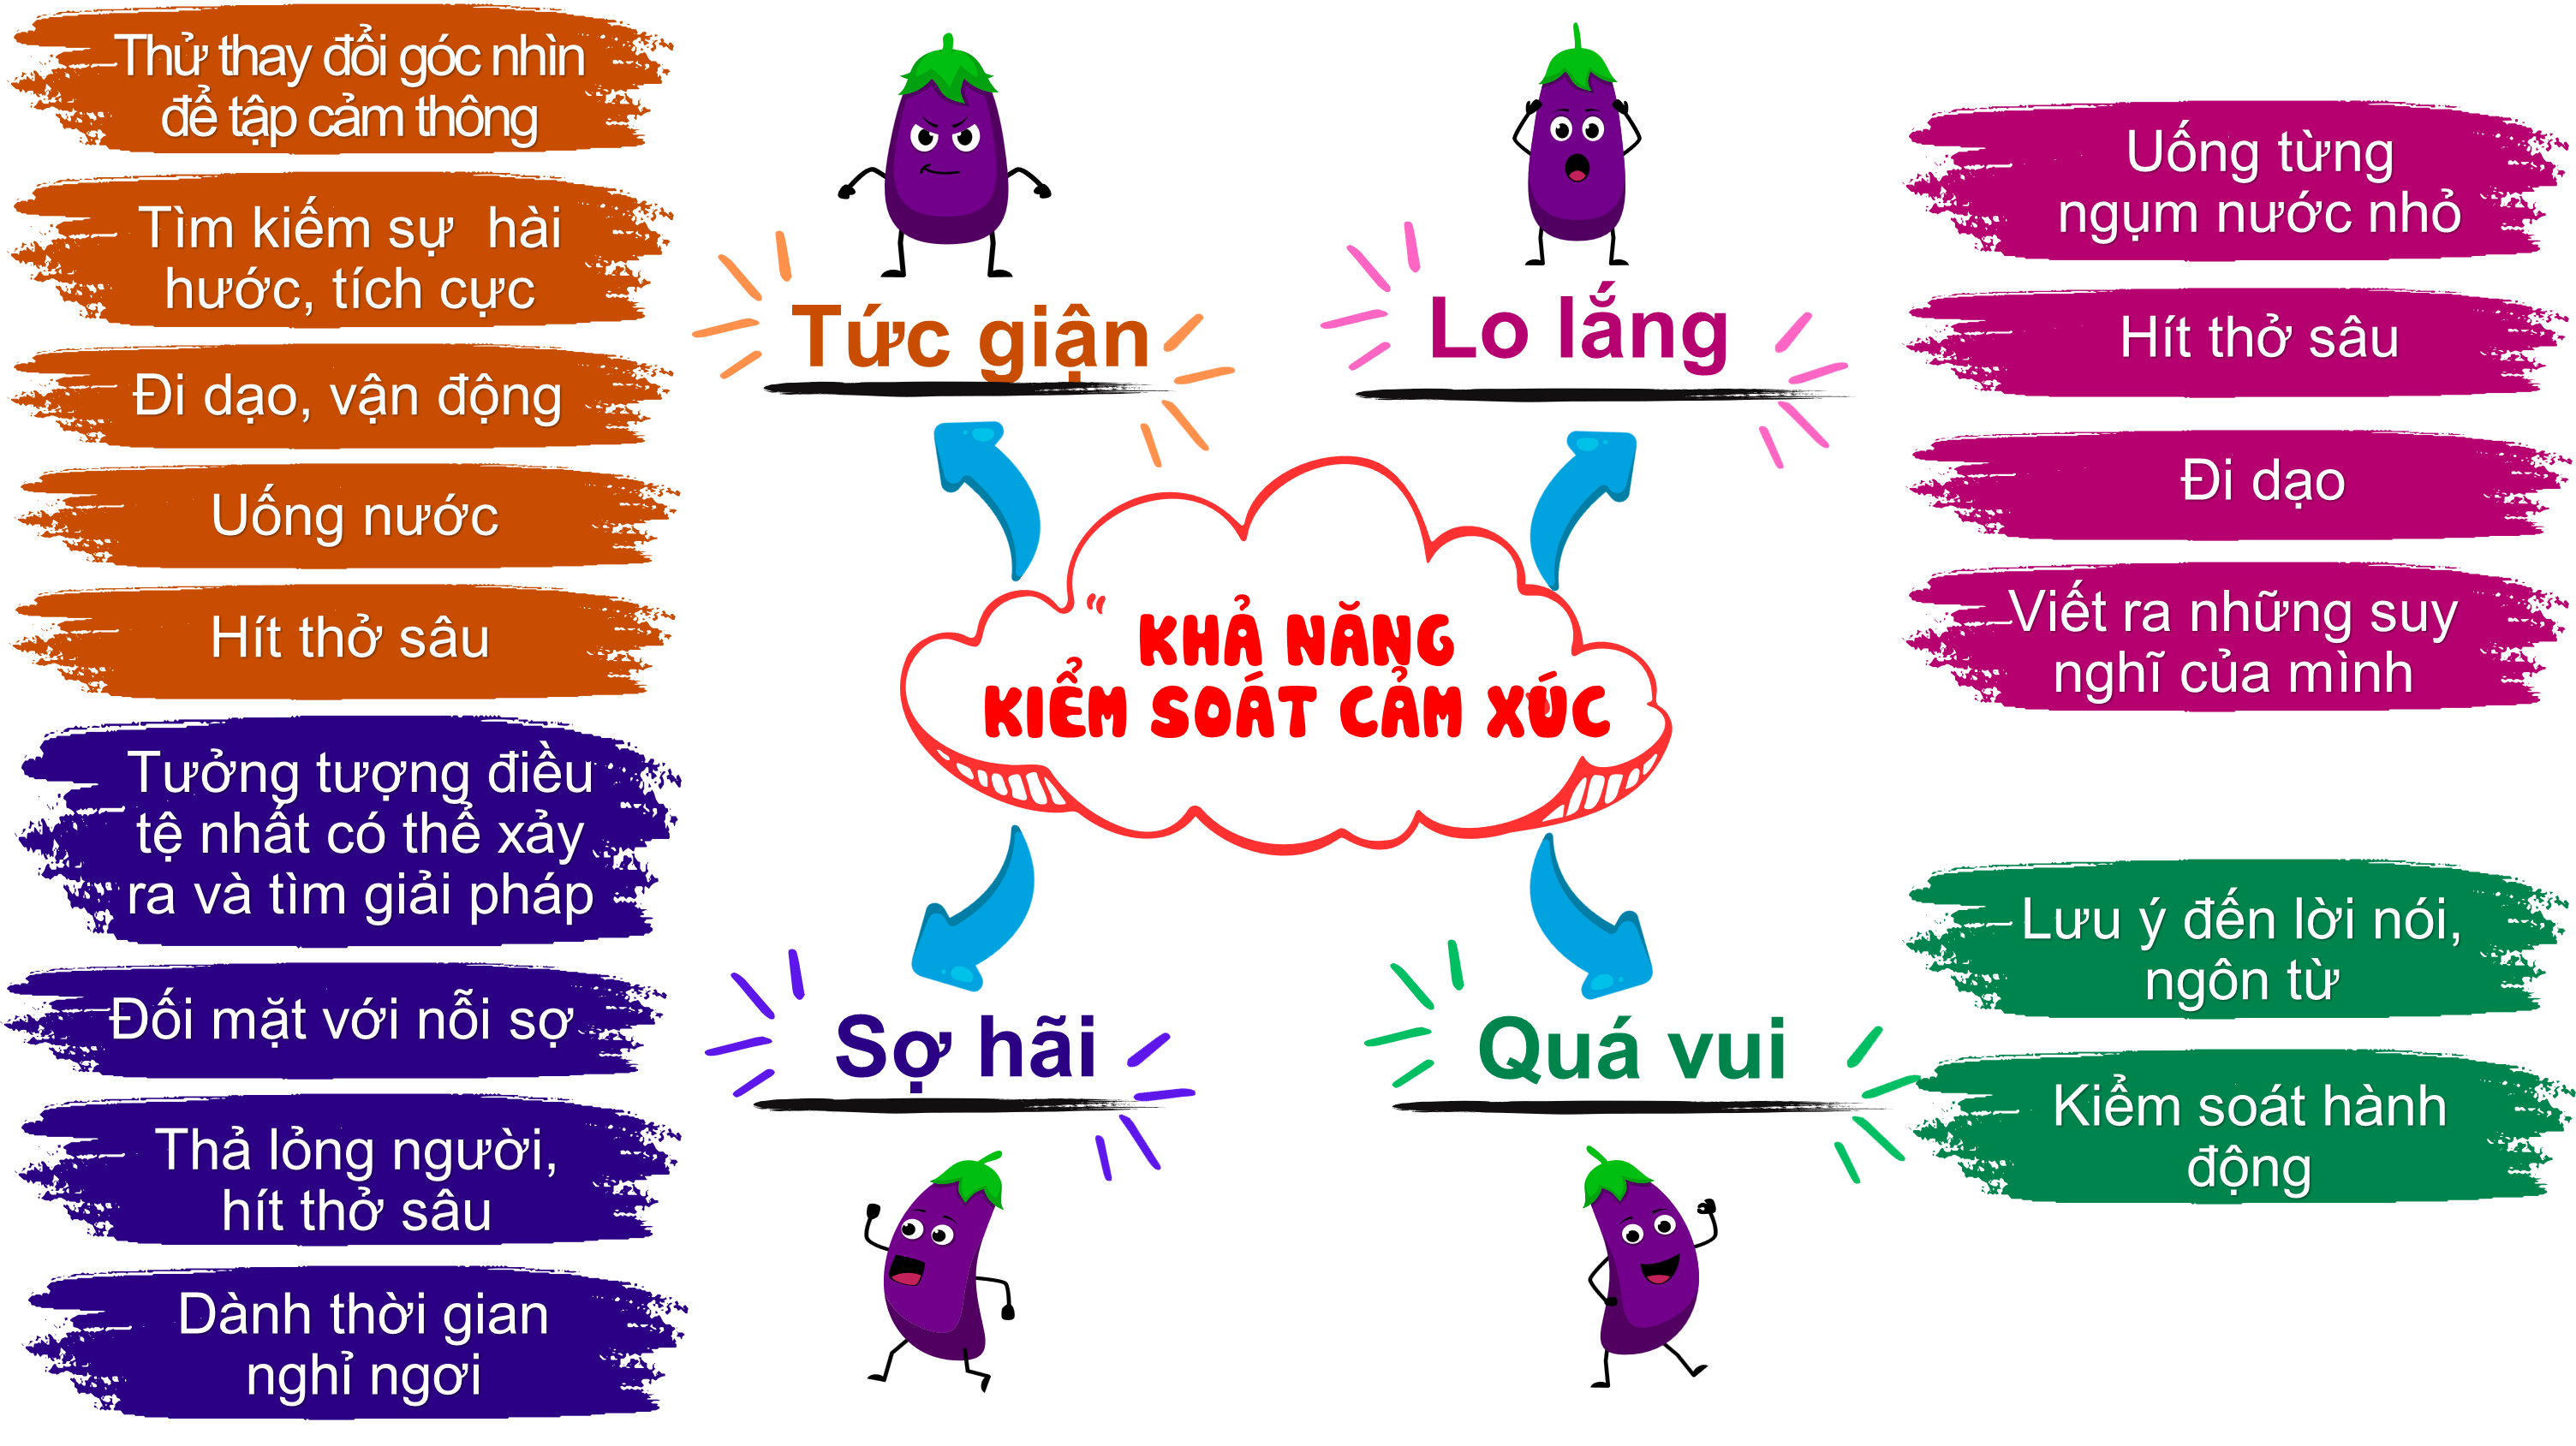 Thử thay đổi góc nhìn
để tập cảm thông
Tìm kiếm sự  hài
hước, tích cực
Đi dạo, vận động
Uống nước
Hít thở sâu
Tức giận
Lo lắng
Uống từng
ngụm nước nhỏ
Hít thở sâu
Đi dạo
Viết ra những suy
nghĩ của mình
KHẢ NĂNG
KIỂM SOÁT CẢM XÚC
Tưởng tượng điều
tệ nhất có thể xảy
ra và tìm giải pháp
Đối mặt với nỗi sợ
Thả lỏng người,
hít thở sâu
Dành thời gian
nghỉ ngơi
Sợ hãi
Quá vui
Lưu ý đến lời nói,
ngôn từ
Kiểm soát hành
động